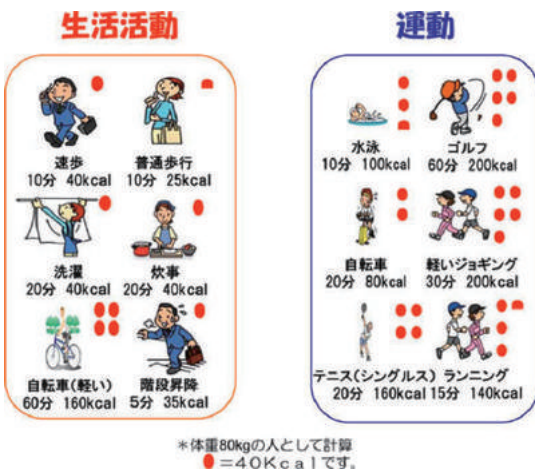 生活活動
運動
速歩
10分 40kcal
普通歩行
10分 25kcal
洗濯
20分 40kcal
炊事
20分 40kcal
自転車(軽い)
60分 160kcal
階段昇降
5分 35kcal
水泳
10分 100kcal
ゴルフ
60分 200kcal
自転車
20分 80kcal
軽いジョギング
30分 200kcal
テニス(シングルス)
20分 160kcal
ランニング
15分 140kcal
*体重80kgの人として計算
=40Kcalです。